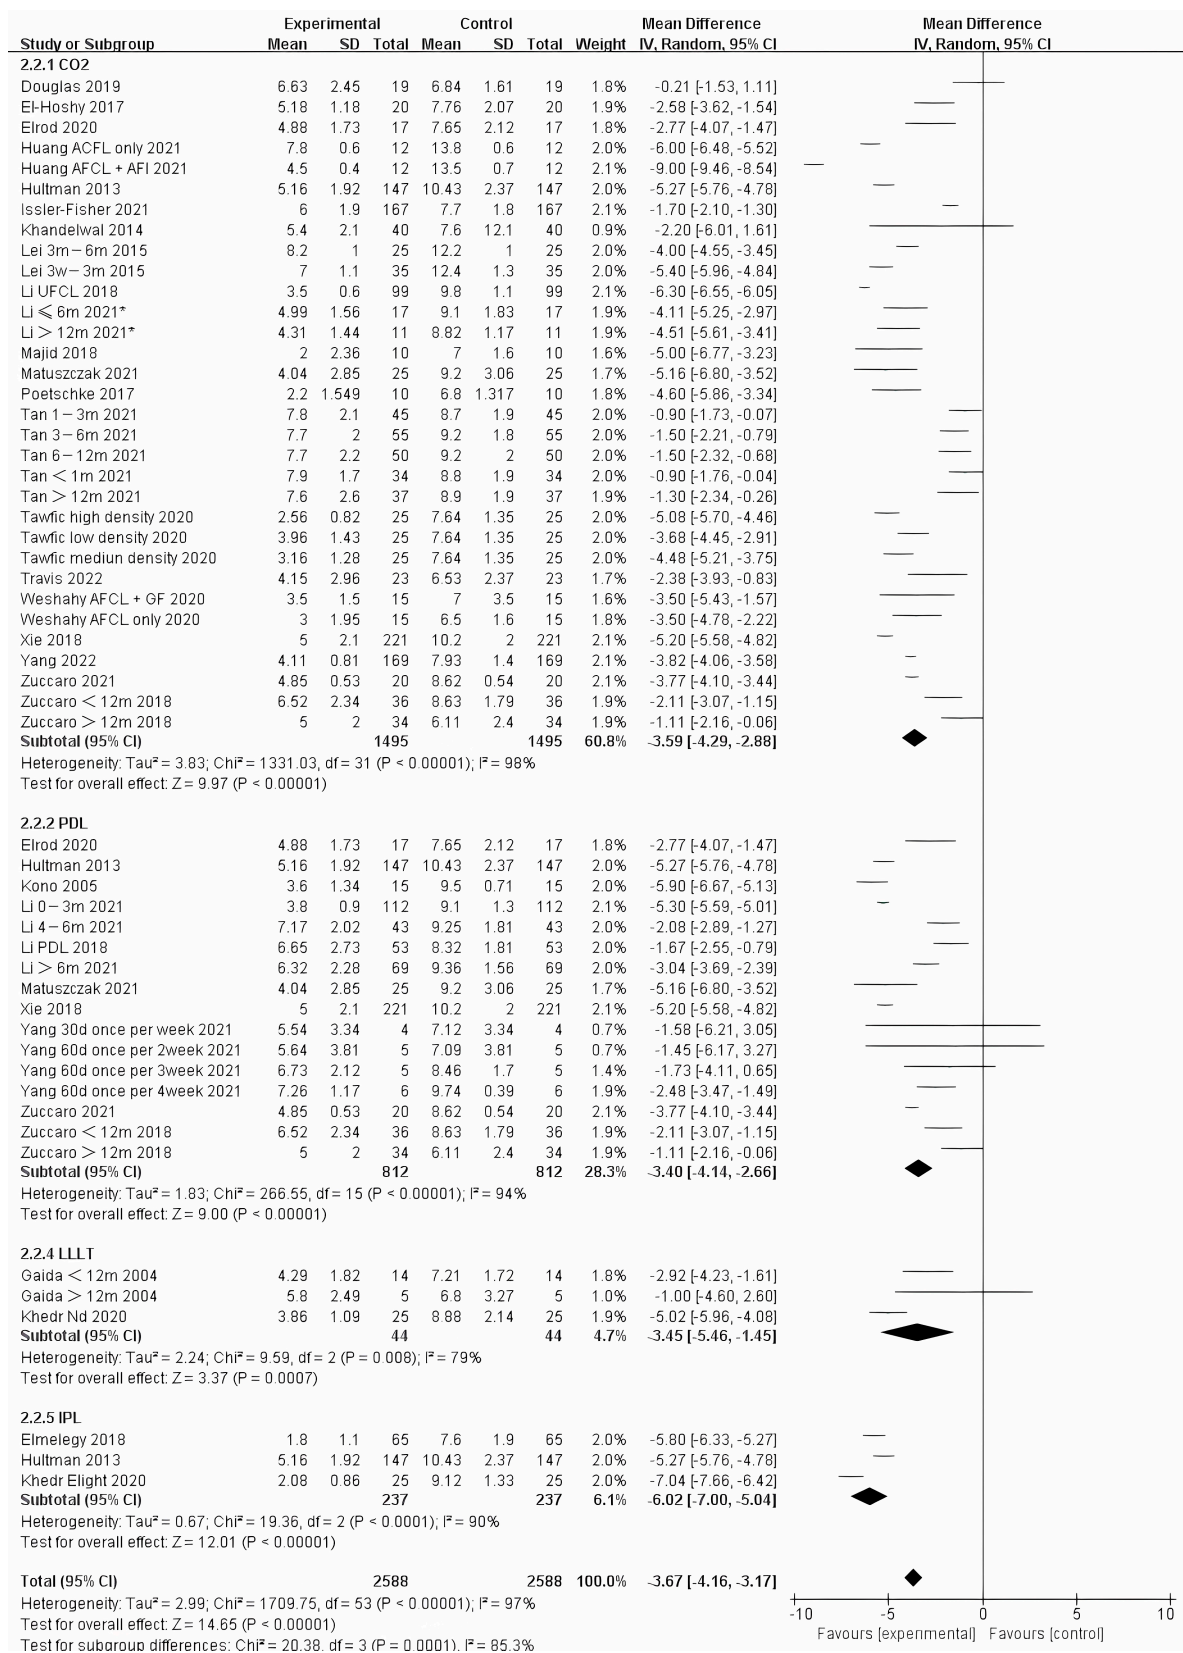 Experimental Control Mean Difference Mean Difference
Study or Subgroup Mean SD Total Mean SD Total Weight IV, Random, 95% CI IV, Random, 95% CI
2.2.1 CO2
Douglas 2019 6.63 2.45 19 6.84 1.61 19 1.8% -0.21 [-1.53, 1.11]
El-Hoshy 2017 5.18 1.18 20 7.76 2.07 20 1.9% -2.58 [-3.62, -1.54]
Elrod 2020 4.88 1.73 17 7.65 2.12 17 1.8% -2.77 [-4.07, -1.47]
Huang ACFL only 2021 7.8 0.6 12 13.8 0.6 12 2.0% -6.00 [-6.48, -5.52]
Huang AFCL + AFI 2021 4.5 0.4 12 13.5 0.7 12 2.1% -9.00 [-9.46, -8.54]
Hultman 2013 5.16 1.92 147 10.43 2.37 147 2.0% -5.27 [-5.76, -4.78]
Issler-Fisher 2021 6 1.9 167 7.7 1.8 167 2.1% -1.70 [-2.10, -1.30]
Khandelwal 2014 5.4 2.1 40 7.6 12.1 40 0.9% -2.20 [-6.01, 1.61]
Lei 3m−6m 2015 8.2 1 25 12.2 1 25 2.0% -4.00 [-4.55, -3.45]
Lei 3w−3m 2015 7 1.1 35 12.4 1.3 35 2.0% -5.40 [-5.96, -4.84]
Li UFCL 2018 3.5 0.6 99 9.8 1.1 99 2.1% -6.30 [-6.55, -6.05]
Li ⩽ 6m 2021* 4.99 1.56 17 9.1 1.83 17 1.9% -4.11 [-5.25, -2.97]
Li > 12m 2021* 4.31 1.44 11 8.82 1.17 11 1.9% -4.51 [-5.61, -3.41]
Majid 2018 2 2.36 10 7 1.6 10 1.6% -5.00 [-6.77, -3.23]
Matuszczak 2021 4.04 2.85 25 9.2 3.06 25 1.7% -5.16 [-6.80, -3.52]
Poetschke 2017 2.2 1.549 10 6.8 1.317 10 1.8% -4.60 [-5.86, -3.34]
Tan 1−3m 2021 7.8 2.1 45 8.7 1.9 45 2.0% -0.90 [-1.73, -0.07]
Tan 3−6m 2021 7.7 2 55 9.2 1.8 55 2.0% -1.50 [-2.21, -0.79]
Tan 6−12m 2021 7.7 2.2 50 9.2 2 50 2.0% -1.50 [-2.32, -0.68]
Tan < 1m 2021 7.9 1.7 34 8.8 1.9 34 2.0% -0.90 [-1.76, -0.04]
Tan > 12m 2021 7.6 2.6 37 8.9 1.9 37 1.9% -1.30 [-2.34, -0.26]
Tawfic high density 2020 2.56 0.82 25 7.64 1.35 25 2.0% -5.08 [-5.70, -4.46]
Tawfic low density 2020 3.96 1.43 25 7.64 1.35 25 2.0% -3.68 [-4.45, -2.91]
Tawfic mediun density 2020 3.16 1.28 25 7.64 1.35 25 2.0% -4.48 [-5.21, -3.75]
Travis 2022 4.15 2.96 23 6.53 2.37 23 1.7% -2.38 [-3.93, -0.83]
Weshahy AFCL + GF 2020 3.5 1.5 15 7 3.5 15 1.6% -3.50 [-5.43, -1.57]
Weshahy AFCL only 2020 3 1.95 15 6.5 1.6 15 1.8% -3.50 [-4.78, -2.22]
Xie 2018 5 2.1 221 10.2 2 221 2.1% -5.20 [-5.58, -4.82]
Yang 2022 4.11 0.81 169 7.93 1.4 169 2.1% -3.82 [-4.06, -3.58]
Zuccaro 2021 4.85 0.53 20 8.62 0.54 20 2.1% -3.77 [-4.10, -3.44]
Zuccaro < 12m 2018 6.52 2.34 36 8.63 1.79 36 1.9% -2.11 [-3.07, -1.15]
Zuccaro > 12m 2018 5 2 34 6.11 2.4 34 1.9% -1.11 [-2.16, -0.06]
Subtotal (95% CI) 1495 1495 60.8% -3.59 [-4.29, -2.88]
Heterogeneity: Tau² = 3.83; Chi² = 1331.03, df = 31 (P < 0.00001); I² = 98%
Test for overall effect: Z = 9.97 (P < 0.00001)
2.2.2 PDL
Elrod 2020 4.88 1.73 17 7.65 2.12 17 1.8% -2.77 [-4.07, -1.47]
Hultman 2013 5.16 1.92 147 10.43 2.37 147 2.0% -5.27 [-5.76, -4.78]
Kono 2005 3.6 1.34 15 9.5 0.71 15 2.0% -5.90 [-6.67, -5.13]
Li 0−3m 2021 3.8 0.9 112 9.1 1.3 112 2.1% -5.30 [-5.59, -5.01]
Li 4−6m 2021 7.17 2.02 43 9.25 1.81 43 2.0% -2.08 [-2.89, -1.27]
Li PDL 2018 6.65 2.73 53 8.32 1.81 53 2.0% -1.67 [-2.55, -0.79]
Li > 6m 2021 6.32 2.28 69 9.36 1.56 69 2.0% -3.04 [-3.69, -2.39]
Matuszczak 2021 4.04 2.85 25 9.2 3.06 25 1.7% -5.16 [-6.80, -3.52]
Xie 2018 5 2.1 221 10.2 2 221 2.1% -5.20 [-5.58, -4.82]
Yang 30d once per week 2021 5.54 3.34 4 7.12 3.34 4 0.7% -1.58 [-6.21, 3.05]
Yang 60d once per 2week 2021 5.64 3.81 5 7.09 3.81 5 0.7% -1.45 [-6.17, 3.27]
Yang 60d once per 3week 2021 6.73 2.12 5 8.46 1.7 5 1.4% -1.73 [-4.11, 0.65]
Yang 60d once per 4week 2021 7.26 1.17 6 9.74 0.39 6 1.9% -2.48 [-3.47, -1.49]
Zuccaro 2021 4.85 0.53 20 8.62 0.54 20 2.1% -3.77 [-4.10, -3.44]
Zuccaro < 12m 2018 6.52 2.34 36 8.63 1.79 36 1.9% -2.11 [-3.07, -1.15]
Zuccaro > 12m 2018 5 2 34 6.11 2.4 34 1.9% -1.11 [-2.16, -0.06]
Subtotal (95% CI) 812 812 28.3% -3.40 [-4.14, -2.66]
Heterogeneity: Tau² = 1.83; Chi² = 266.55, df = 15 (P < 0.00001); I² = 94%
Test for overall effect: Z = 9.00 (P < 0.00001)
2.2.4 LLLT
Gaida < 12m 2004 4.29 1.82 14 7.21 1.72 14 1.8% -2.92 [-4.23, -1.61]
Gaida > 12m 2004 5.8 2.49 5 6.8 3.27 5 1.0% -1.00 [-4.60, 2.60]
Khedr Nd 2020 3.86 1.09 25 8.88 2.14 25 1.9% -5.02 [-5.96, -4.08]
Subtotal (95% CI) 44 44 4.7% -3.45 [-5.46, -1.45]
Heterogeneity: Tau² = 2.24; Chi² = 9.59, df = 2 (P = 0.008); I² = 79%
Test for overall effect: Z = 3.37 (P = 0.0007)
2.2.5 IPL
Elmelegy 2018 1.8 1.1 65 7.6 1.9 65 2.0% -5.80 [-6.33, -5.27]
Hultman 2013 5.16 1.92 147 10.43 2.37 147 2.0% -5.27 [-5.76, -4.78]
Khedr Elight 2020 2.08 0.86 25 9.12 1.33 25 2.0% -7.04 [-7.66, -6.42]
Subtotal (95% CI) 237 237 6.1% -6.02 [-7.00, -5.04]
Heterogeneity: Tau² = 0.67; Chi² = 19.36, df = 2 (P < 0.0001); I² = 90%
Test for overall effect: Z = 12.01 (P < 0.00001)
Total (95% CI) 2588 2588 100.0% -3.67 [-4.16, -3.17]
Heterogeneity: Tau² = 2.99; Chi² = 1709.75, df = 53 (P < 0.00001); I² = 97%
Test for overall effect: Z = 14.65 (P < 0.00001)
Test for subgroup differences: Chi² = 20.38, df = 3 (P = 0.0001), I² = 85.3%
-10 -5 0 5 10
Favours [experimental] Favours [control]